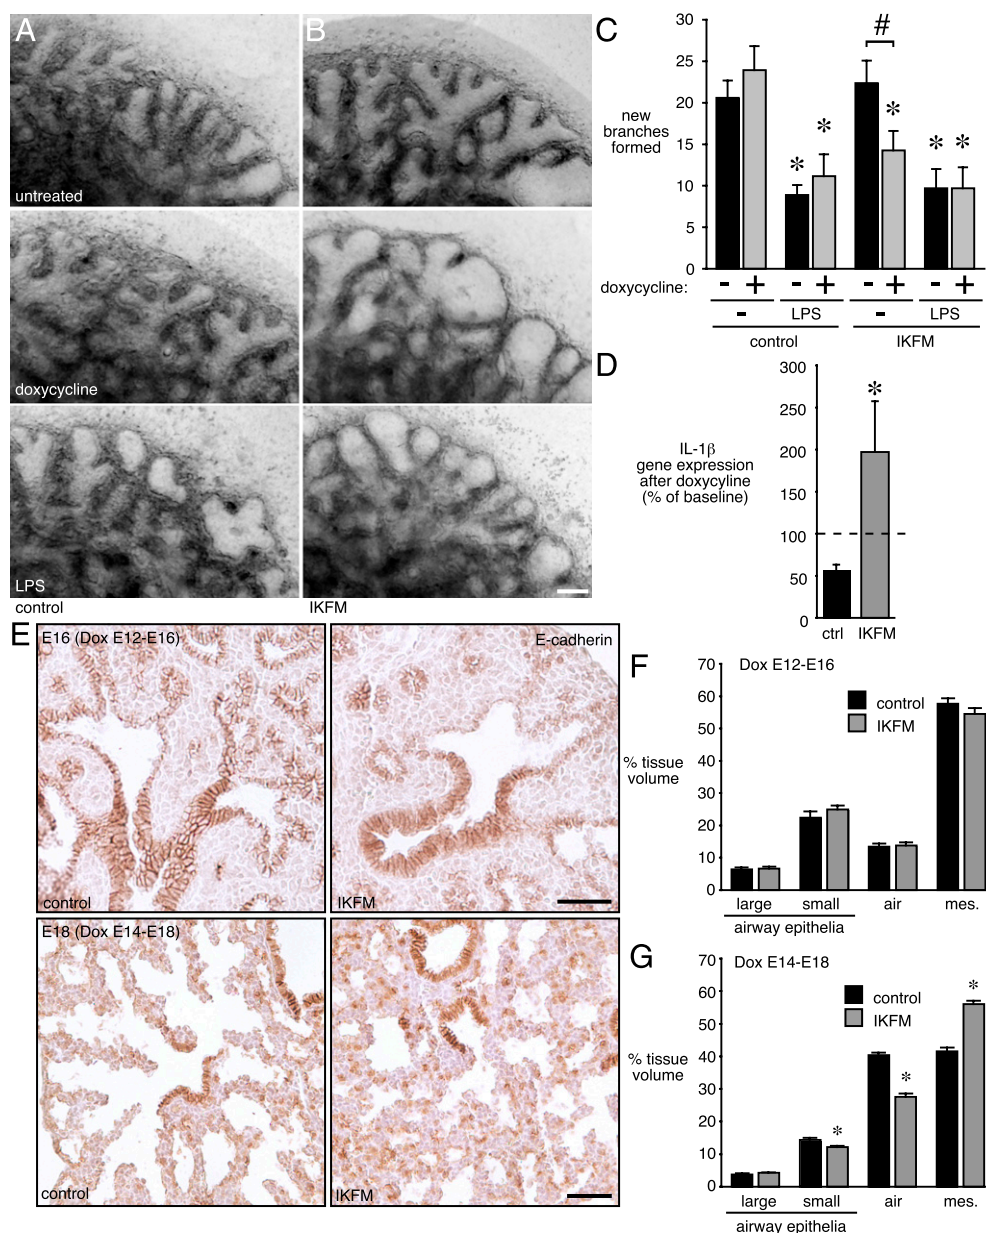 A
B
untreated
doxycycline
LPS
control
IKFM
C
30
25
20
15
10
5
0
new
branches
formed
#
*
*
*
*
*
doxycycline:
- + - + - + - +
- LPS - LPS
control IKFM
D
300
250
200
150
100
50
0
IL-1β
gene expression
after doxycyline
(% of baseline)
*
ctrl IKFM
E
E16 (Dox E12-E16)
E-cadherin
control
IKFM
E18 (Dox E14-E18)
control
IKFM
F
Dox E12-E16
70
60
50
40
30
20
10
0
% tissue
volume
control
IKFM
large small air mes.
airway epithelia
G
Dox E14-E18
70
60
50
40
30
20
10
0
% tissue
volume
control
IKFM
*
*
*
large small air mes.
airway epithelia